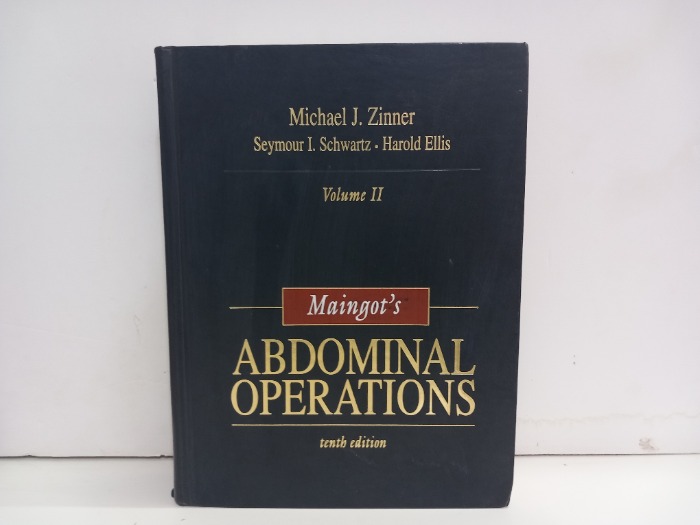 Michael J. Zinner
Seymour I. Schwartz • Harold Ellis
Volume II
Maingot's
ABDOMINAL
OPERATIONS
tenth edition